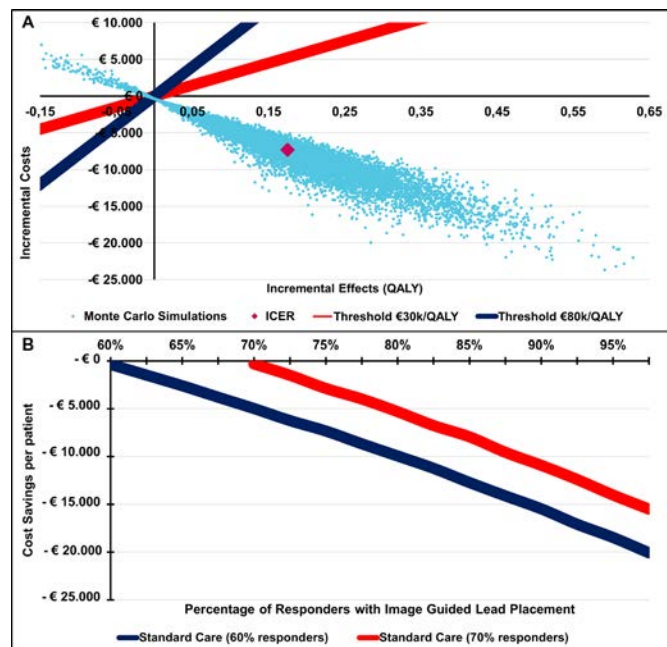 A
€ 10.000
€ 5.000
€ 0
-0,15 -0,05 0,05 0,15 0,25 0,35 0,45 0,55 0,65
-€ 5.000
-€ 10.000
-€ 15.000
-€ 20.000
-€ 25.000
Incremental Costs
Incremental Effects (QALY)
Monte Carlo Simulations ICER Threshold €30k/QALY Threshold €80k/QALY
B
60% 65% 70% 75% 80% 85% 90% 95%
- € 0
- € 5.000
- € 10.000
- € 15.000
- € 20.000
- € 25.000
Cost Savings per patient
Percentage of Responders with Image Guided Lead Placement
Standard Care (60% responders) Standard Care (70% responders)